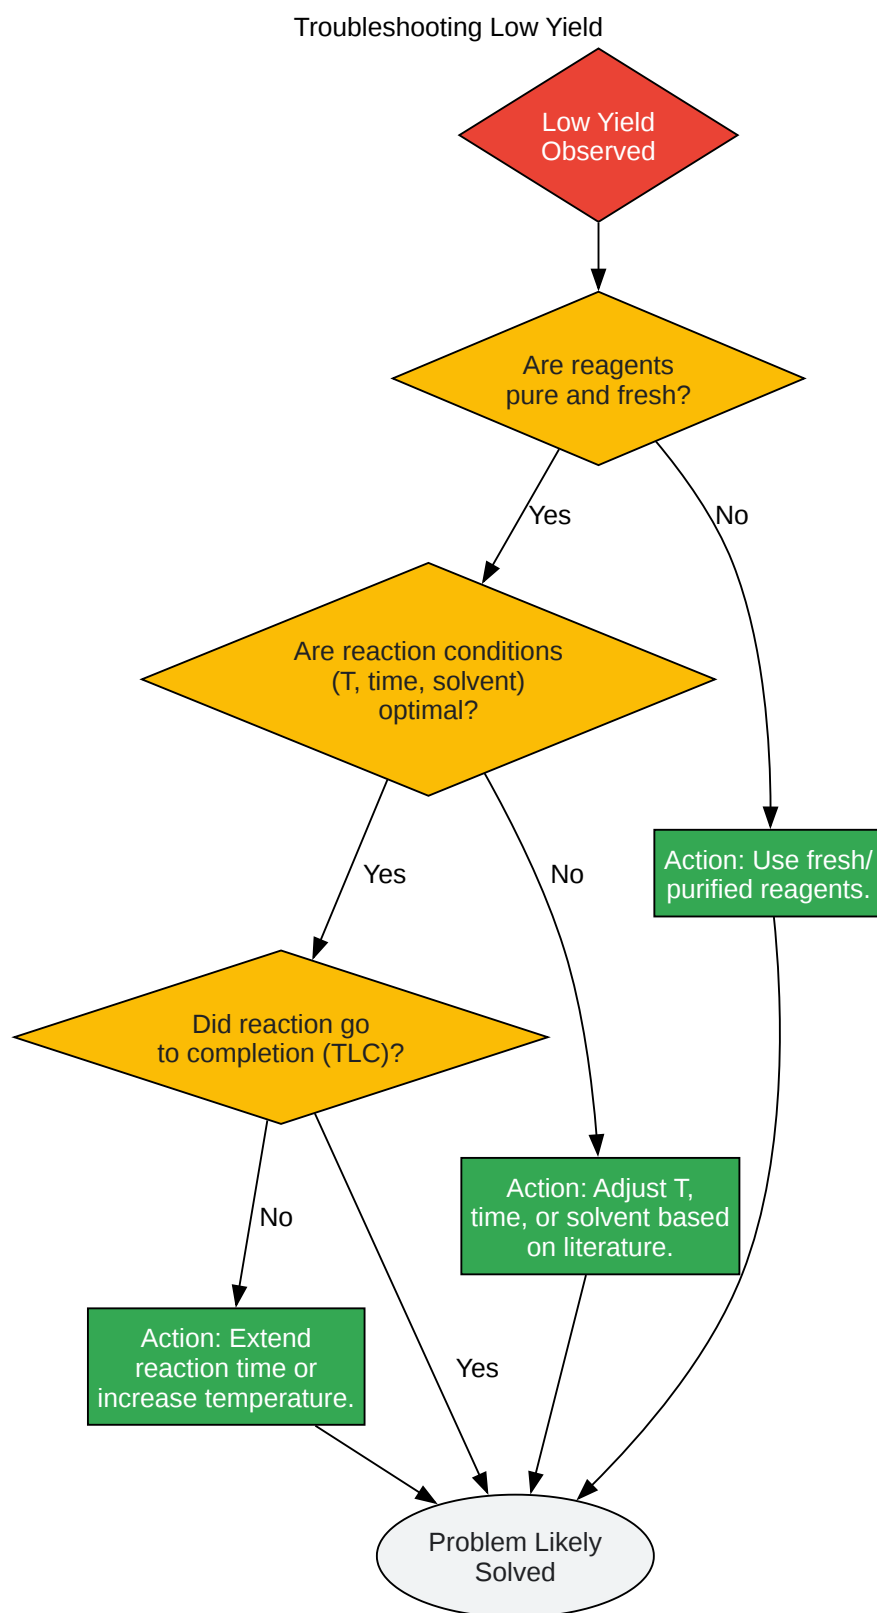 Troubleshooting Low Yield
Low Yield
Observed
Are reagents
pure and fresh?
Yes
No
Are reaction conditions
(T, time, solvent)
optimal?
Yes
No
Action: Use fresh/
purified reagents.
Did reaction go
to completion (TLC)?
No
Yes
Action: Adjust T,
time, or solvent based
on literature.
Action: Extend
reaction time or
increase temperature.
Problem Likely
Solved